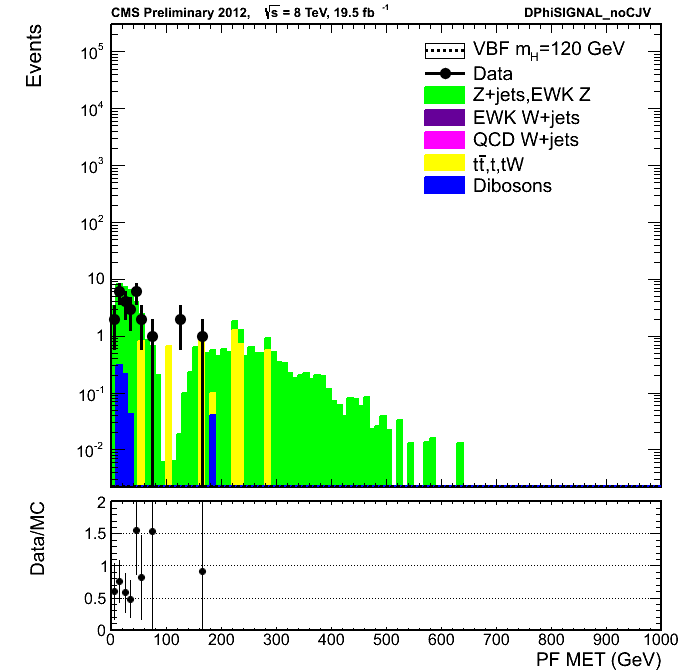 CMS Preliminary 2012, √s = 8 TeV, 19.5 fb⁻¹ DPhiSIGNAL_noCJV
Events
VBF m_H=120 GeV
Data
Z+jets,EWK Z
EWK W+jets
QCD W+jets
tt̄,t,tW
Dibosons
10⁵
10⁴
10³
10²
10
1
10⁻¹
10⁻²
Data/MC
2
1.5
1
0.5
0
0 100 200 300 400 500 600 700 800 900 1000
PF MET (GeV)